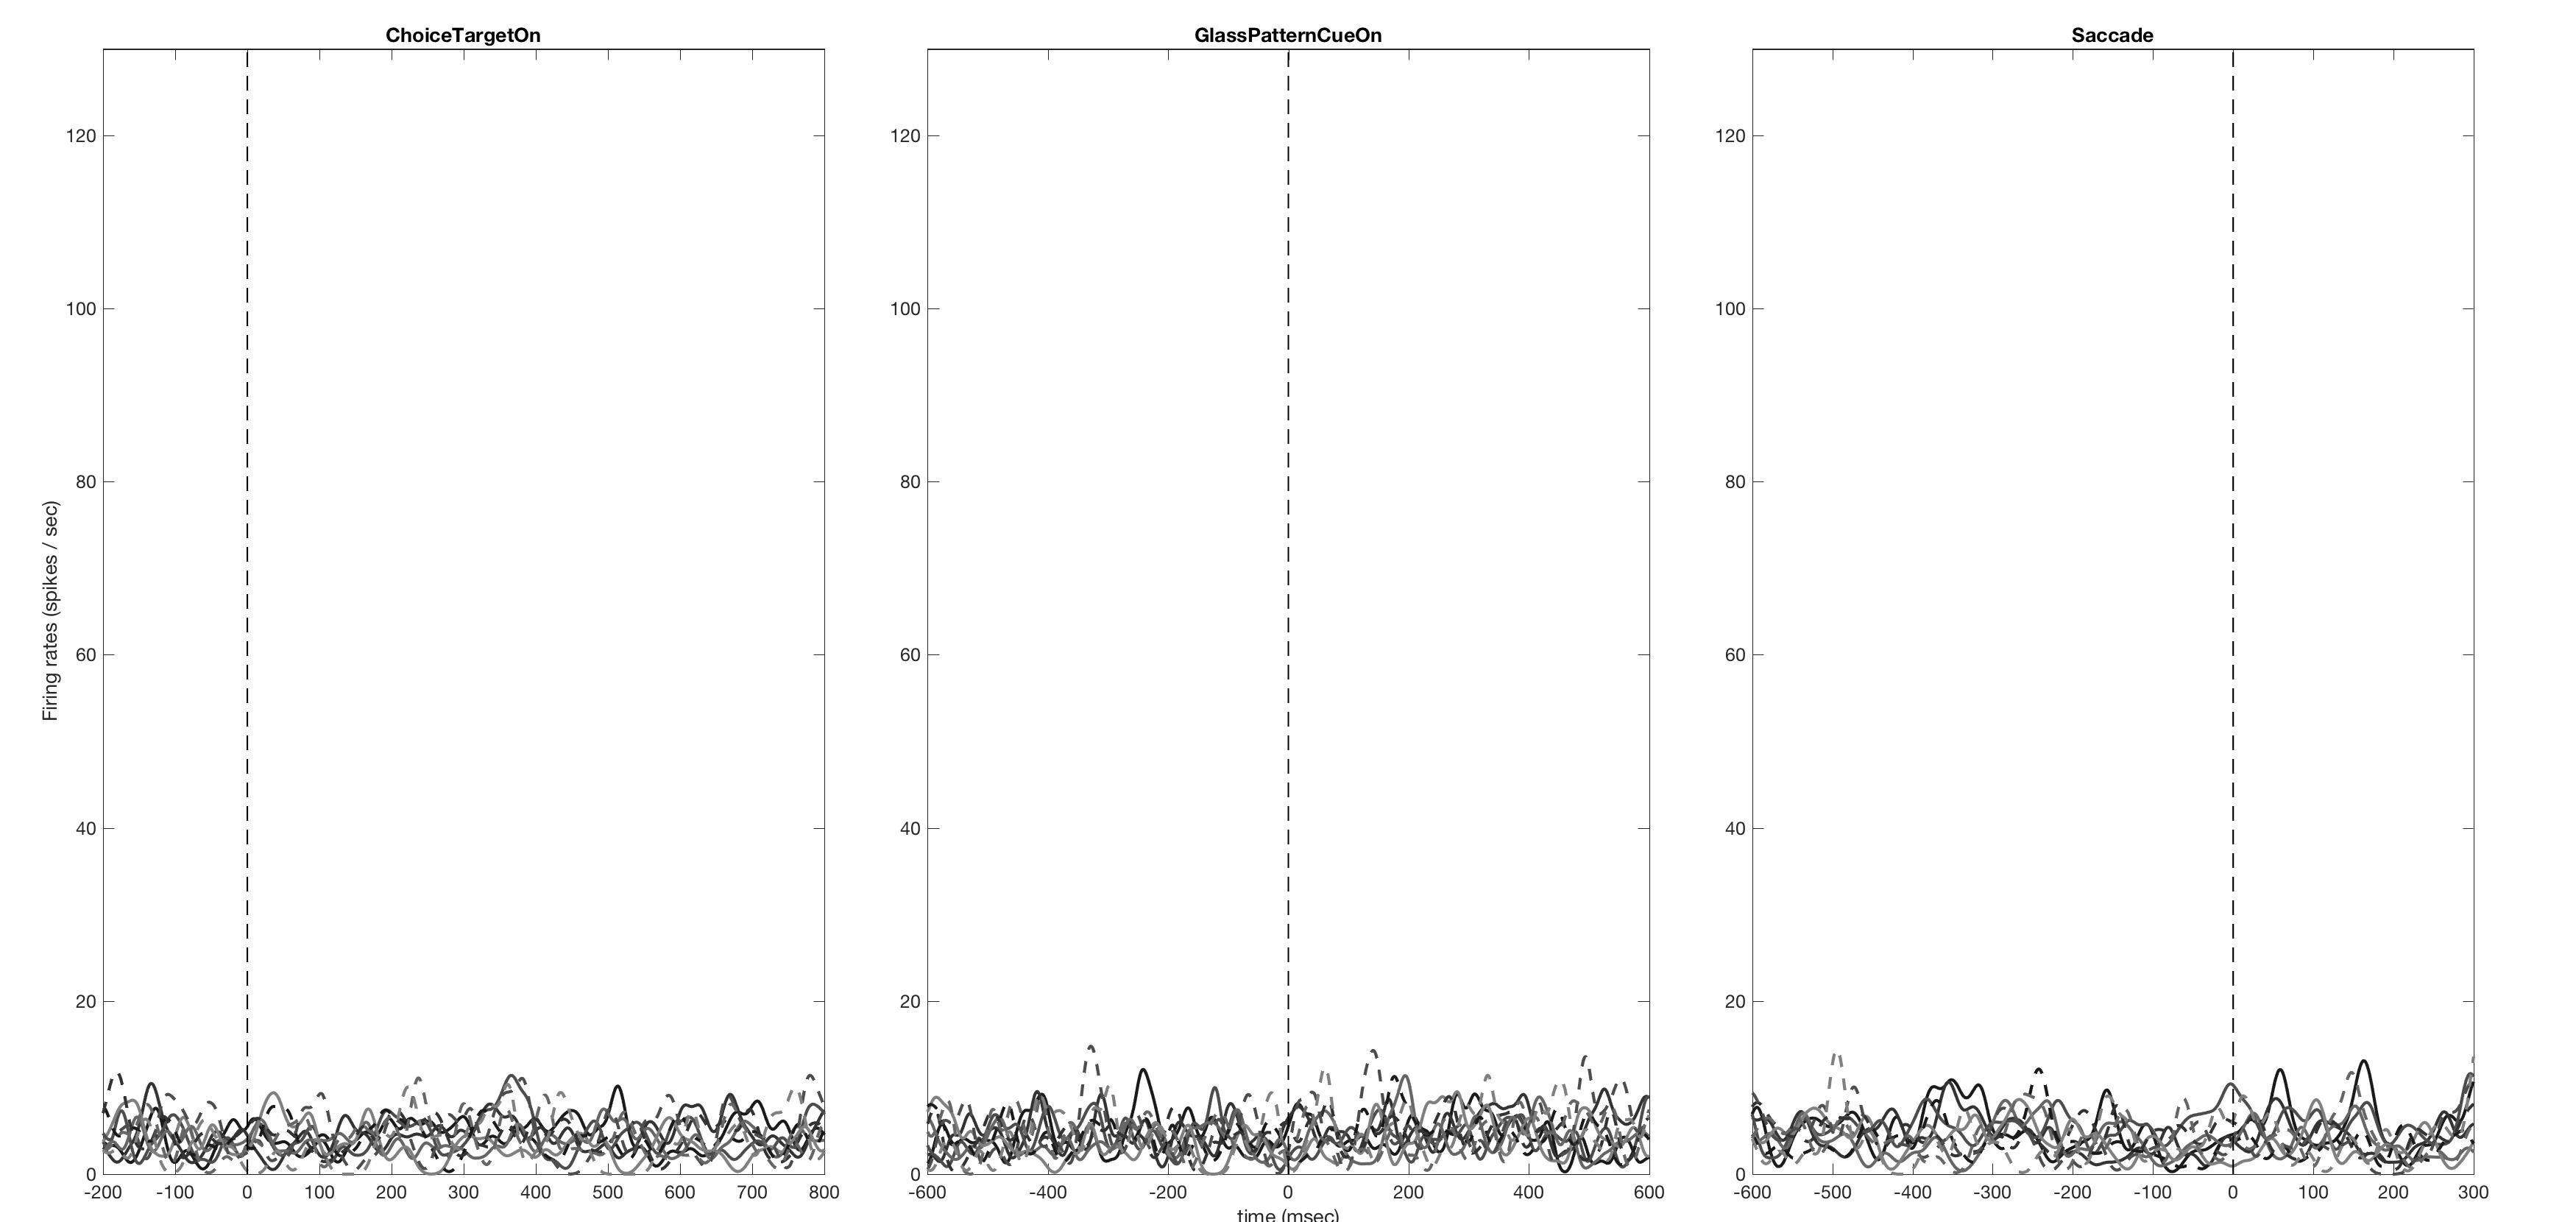 ChoiceTargetOn
GlassPatternCueOn
Saccade
Firing rates (spikes / sec)
120
100
80
60
40
20
0
-200 -100 0 100 200 300 400 500 600 700 800
120
100
80
60
40
20
0
-600 -400 -200 0 200 400 600
time (msec)
120
100
80
60
40
20
0
-600 -500 -400 -300 -200 -100 0 100 200 300